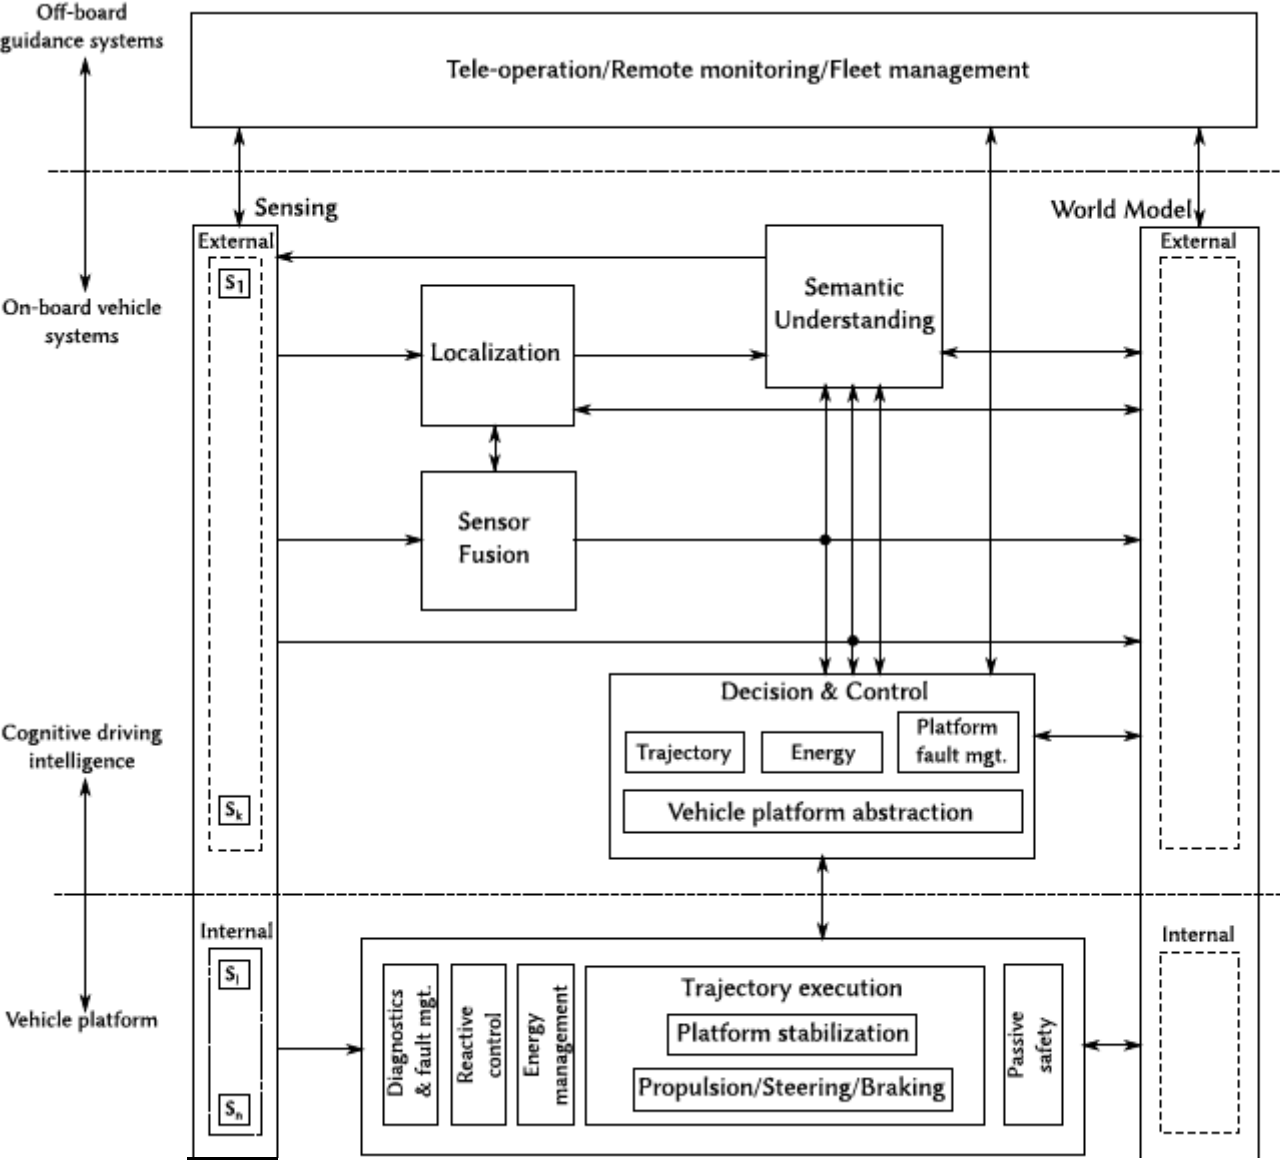 Off-board
guidance systems
Tele-operation/Remote monitoring/Fleet management
Sensing
World Model
External
External
S1
On-board vehicle
systems
Semantic
Understanding
Localization
Sensor
Fusion
Decision & Control
Trajectory
Energy
Platform
fault mgt.
Vehicle platform abstraction
Cognitive driving
intelligence
Sk
Internal
Internal
Sl
Sn
Vehicle platform
Diagnostics
& fault mgt.
Reactive
control
Energy
management
Trajectory execution
Platform stabilization
Propulsion/Steering/Braking
Passive
safety